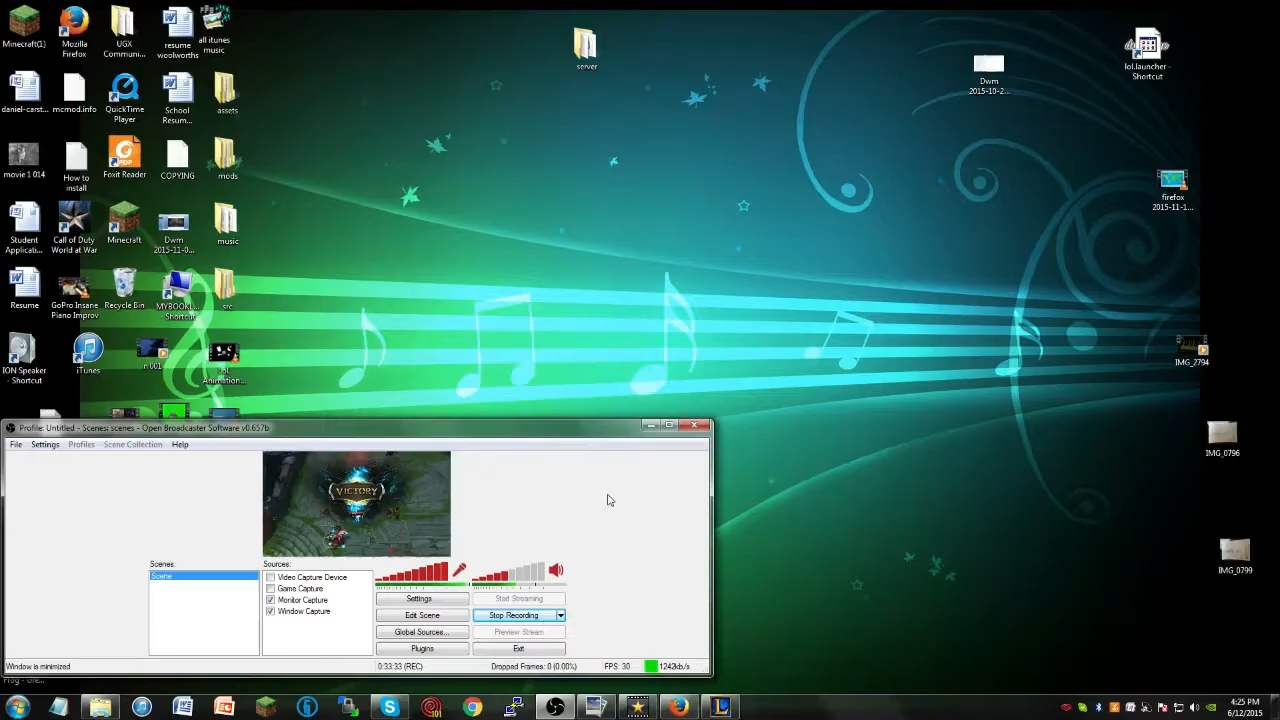 Minecraft(1)
Mozilla
Firefox
UGX
Communi...
resume
woolworths
all itunes
music
server
Dwm
2015-10-2...
lol.launcher -
Shortcut
daniel-carst...
mcmod.info
QuickTime
Player
School
Resum...
assets
movie 1 014
How to
install
Foxit Reader
COPYING
mods
firefox
2015-11-1...
Student
Applicati...
Call of Duty
World at War
Minecraft
Dwm
2015-11-0...
music
Resume
GoPro Insane
Piano Improv
Recycle Bin
MYBOOKL...
Shortcut
src
ION Speaker
- Shortcut
iTunes
n 001
LoL
Animation...
IMG_2794
IMG_0796
IMG_0799
Profile: Untitled - Scenes: scenes - Open Broadcaster Software v0.657b
File Settings Profiles Scene Collection Help
VICTORY
Scenes:
Scene
Sources:
Video Capture Device
Game Capture
Monitor Capture
Window Capture
Settings...
Start Streaming
Edit Scene
Stop Recording
Global Sources...
Preview Stream
Plugins
Exit
Window is minimized
0:33:33 (REC)
Dropped Frames: 0 (0.00%)
FPS: 30
1242kb/s
4:25 PM
6/12/2015